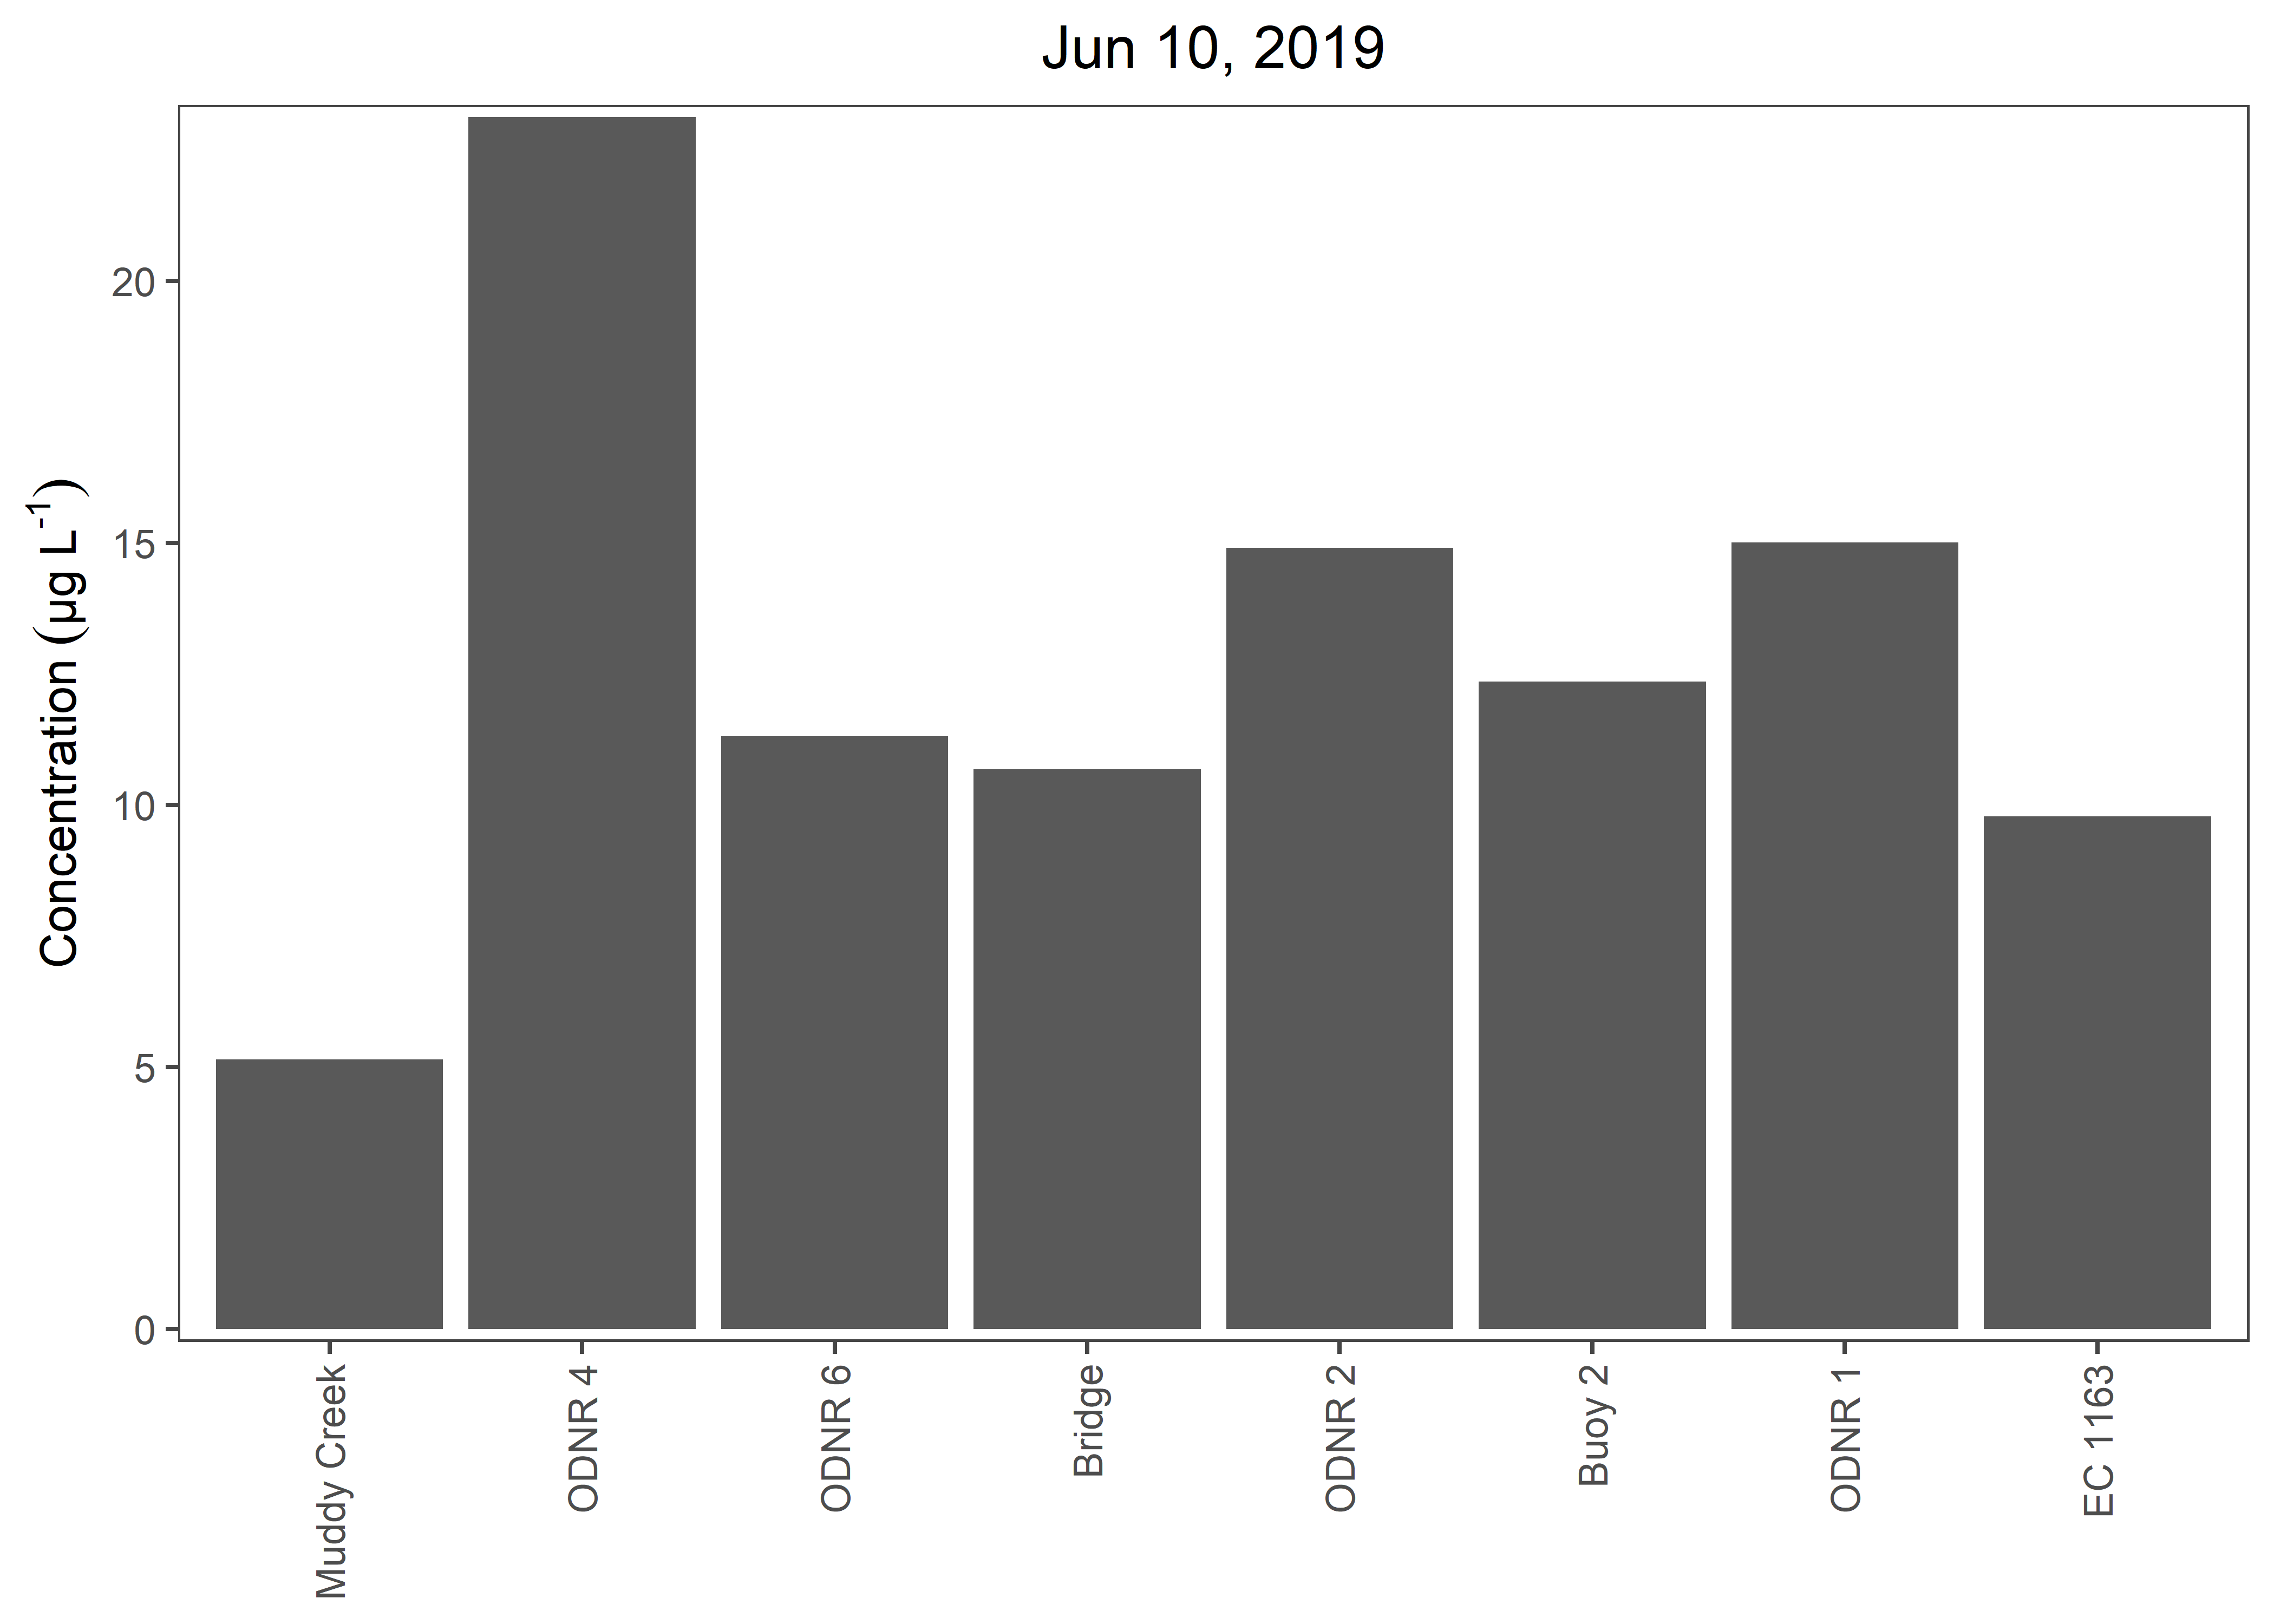 Jun 10, 2019
Concentration (µg L⁻¹)
20
15
10
5
0
Muddy Creek
ODNR 4
ODNR 6
Bridge
ODNR 2
Buoy 2
ODNR 1
EC 1163